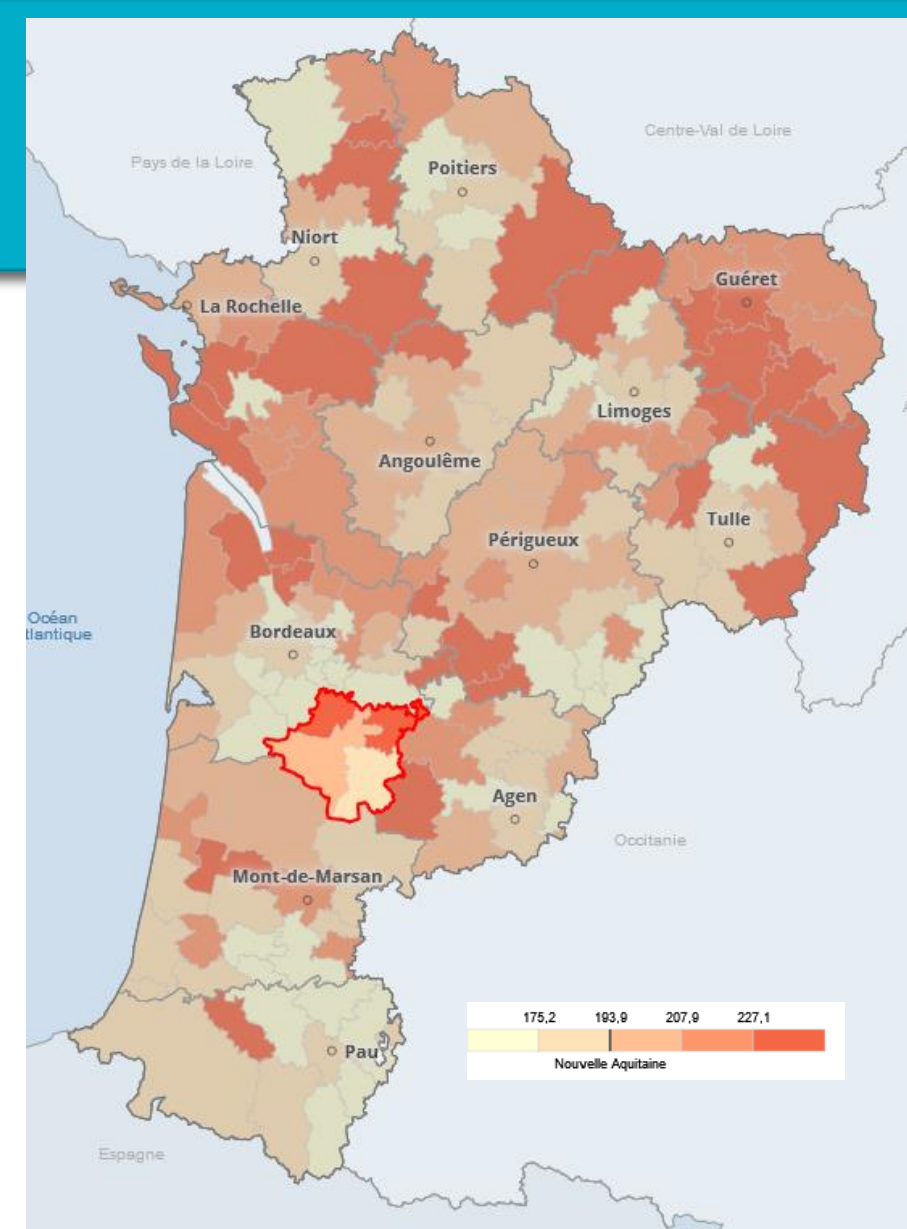 Centre-Val de Loire
Pays de la Loire
Poitiers
Niort
Guéret
La Rochelle
Limoges
Angoulême
Tulle
Périgueux
Océan
tlantique
Bordeaux
Agen
Occitanie
Mont-de-Marsan
175,2 193,9 207,9 227,1
Nouvelle Aquitaine
Pau
Espagne